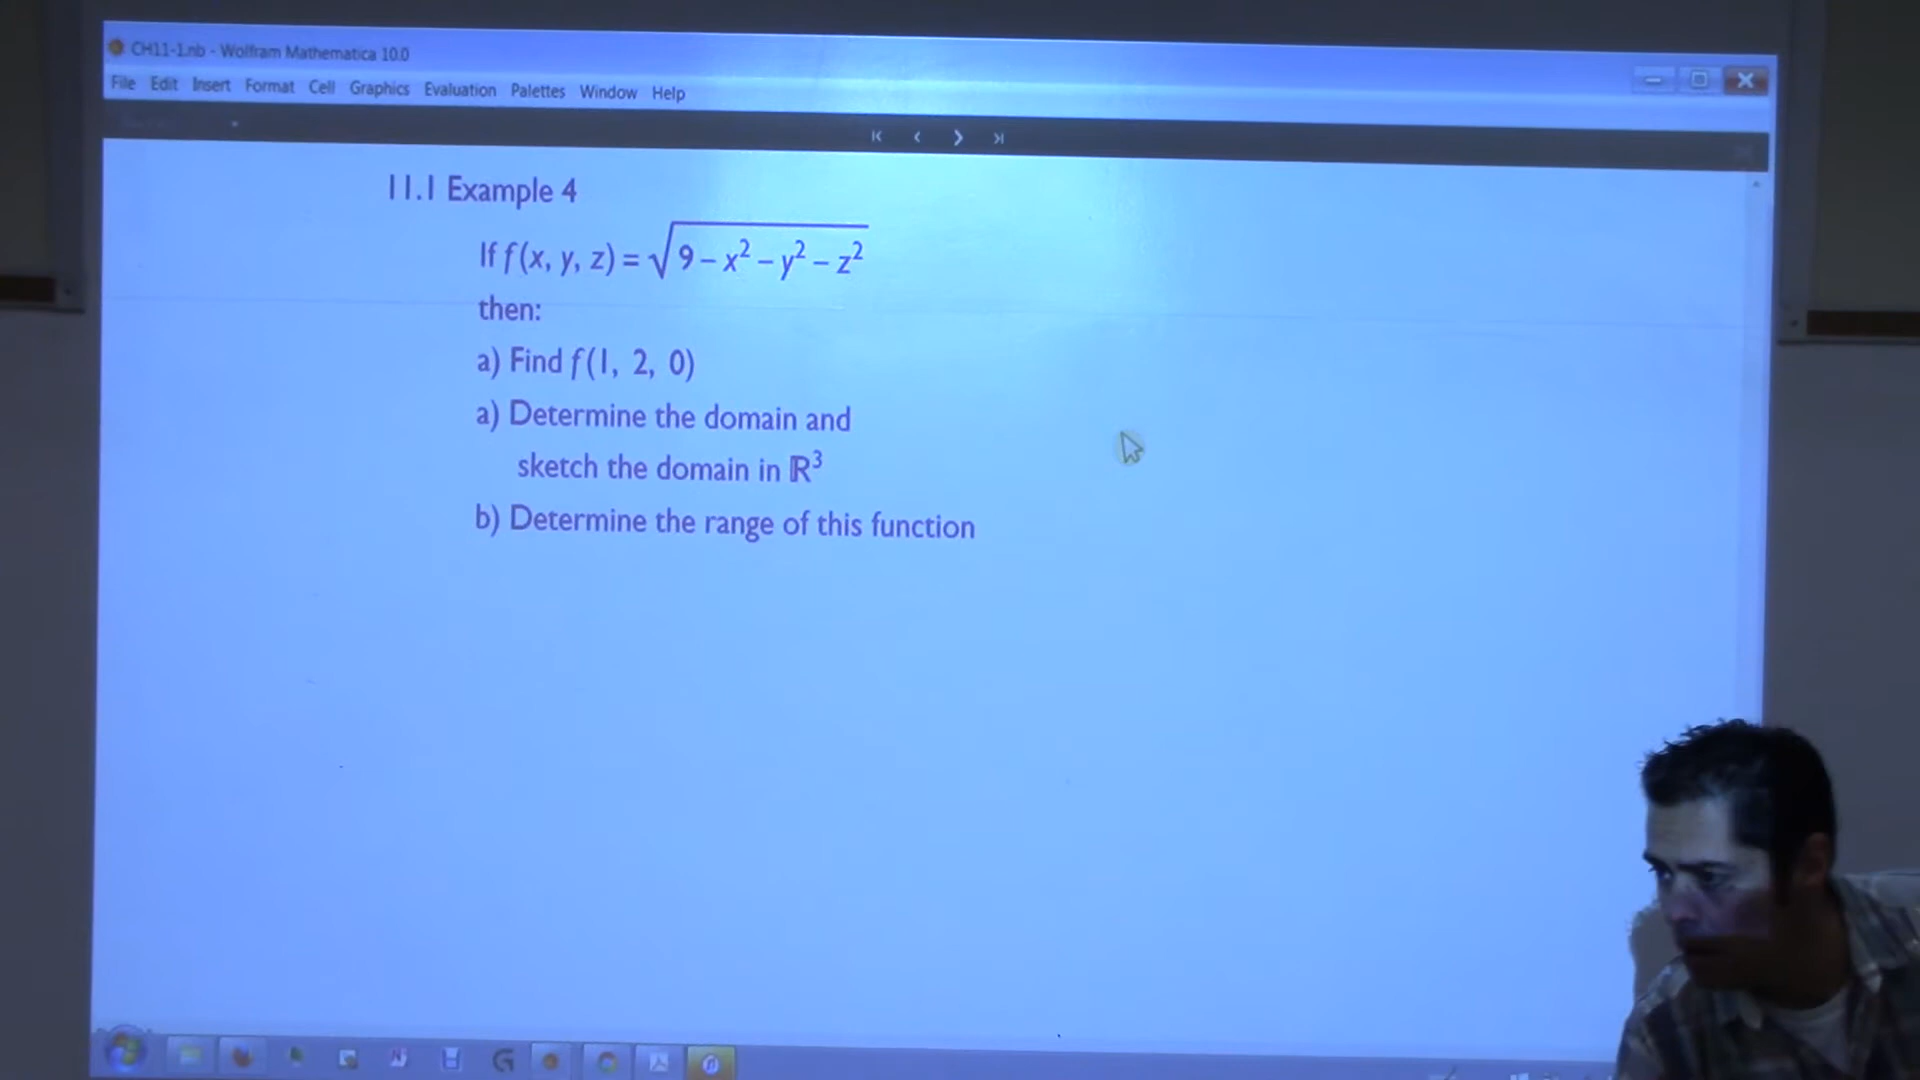 CH11-1.nb - Wolfram Mathematica 10.0
File Edit Insert Format Cell Graphics Evaluation Palettes Window Help
11.1 Example 4
If f(x, y, z) = √(9 – x² – y² – z²)
then:
a) Find f(1, 2, 0)
a) Determine the domain and
sketch the domain in ℝ³
b) Determine the range of this function